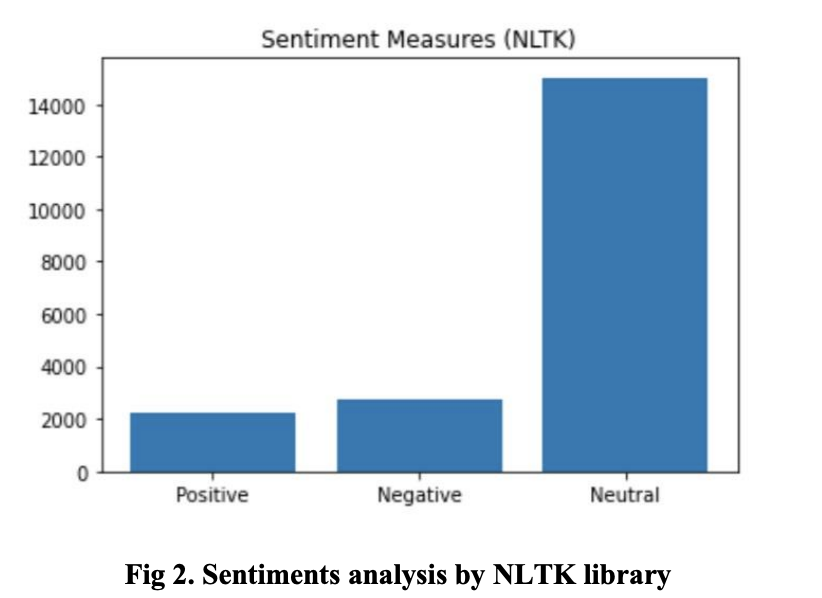 Sentiment Measures (NLTK)
14000
12000
10000
8000
6000
4000
2000
0
Positive Negative Neutral
Fig 2. Sentiments analysis by NLTK library